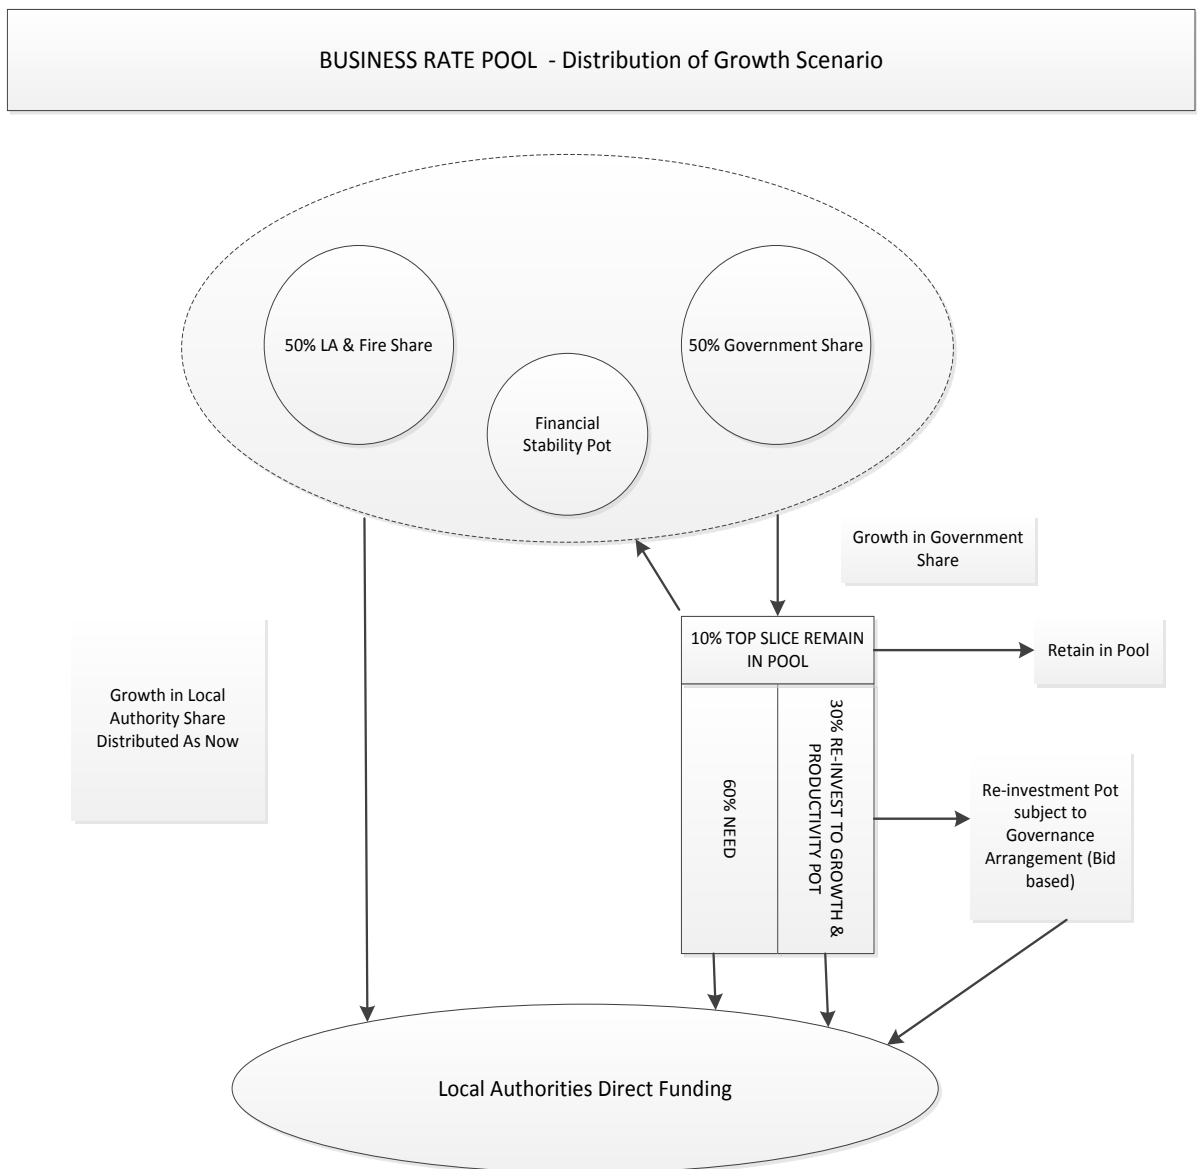 BUSINESS RATE POOL - Distribution of Growth Scenario
50% LA & Fire Share
50% Government Share
Financial
Stability Pot
Growth in Government
Share
10% TOP SLICE REMAIN
IN POOL
Retain in Pool
Growth in Local
Authority Share
Distributed As Now
60% NEED
30% RE-INVEST TO GROWTH &
PRODUCTIVITY POT
Re-investment Pot
subject to
Governance
Arrangement (Bid
based)
Local Authorities Direct Funding